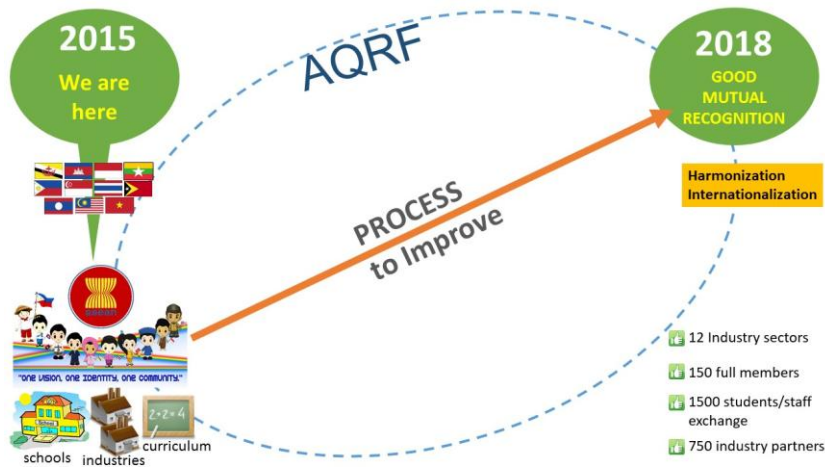 2015
We are
here
AQRF
2018
GOOD
MUTUAL
RECOGNITION
Harmonization
Internationalization
PROCESS
to Improve
asean
"ONE VISION, ONE IDENTITY, ONE COMMUNITY."
School
2+2=4
schools
industries
curriculum
12 Industry sectors
150 full members
1500 students/staff
exchange
750 industry partners